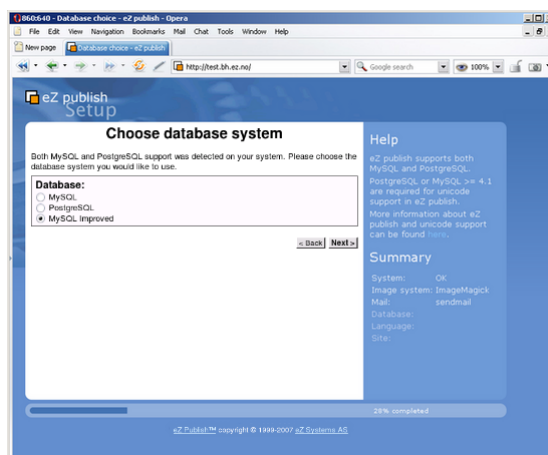 860:640 - Database choice - eZ publish - Opera
File Edit View Navigation Bookmarks Mail Chat Tools Window Help
New page
Database choice - eZ publish
http://test.bh.ez.no/
Google search
100%
eZ publish
Setup
Choose database system
Both MySQL and PostgreSQL support was detected on your system. Please choose the
database system you would like to use.
Database:
MySQL
PostgreSQL
MySQL Improved
< Back Next >
Help
eZ publish supports both
MySQL and PostgreSQL.
PostgreSQL or MySQL >= 4.1
are required for unicode
support in eZ publish.
More information about eZ
publish and unicode support
can be found here.
Summary
System: OK
Image system: ImageMagick
Mail: sendmail
Database:
Language:
Site:
28% completed
eZ Publish™ copyright © 1999-2007 eZ Systems AS